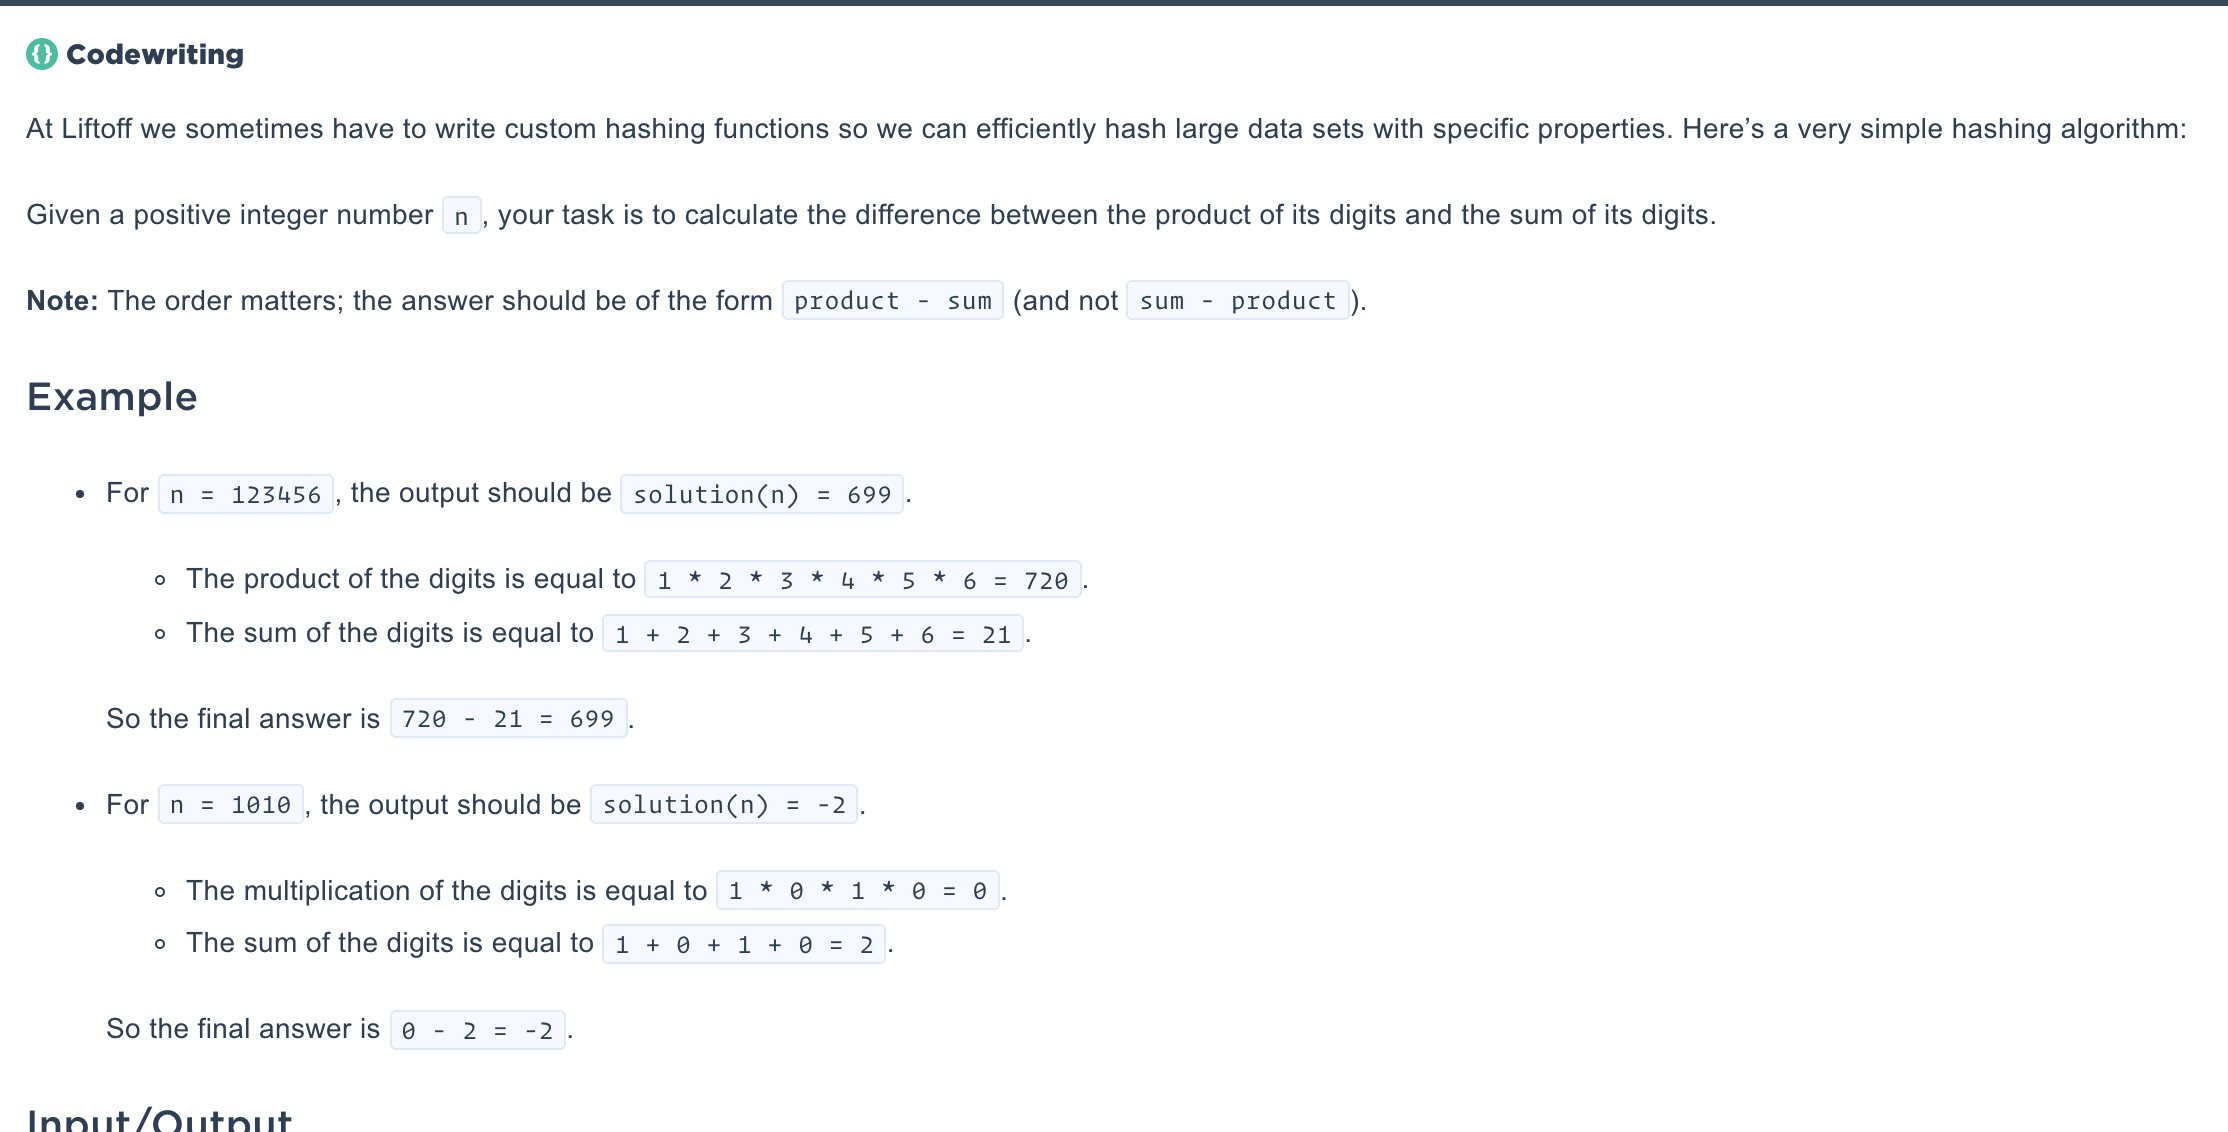 {} Codewriting
At Liftoff we sometimes have to write custom hashing functions so we can efficiently hash large data sets with specific properties. Here’s a very simple hashing algorithm:
Given a positive integer number n, your task is to calculate the difference between the product of its digits and the sum of its digits.
Note: The order matters; the answer should be of the form product - sum (and not sum - product).
Example
• For n = 123456, the output should be solution(n) = 699.
◦ The product of the digits is equal to 1 * 2 * 3 * 4 * 5 * 6 = 720.
◦ The sum of the digits is equal to 1 + 2 + 3 + 4 + 5 + 6 = 21.
So the final answer is 720 - 21 = 699.
• For n = 1010, the output should be solution(n) = -2.
◦ The multiplication of the digits is equal to 1 * 0 * 1 * 0 = 0.
◦ The sum of the digits is equal to 1 + 0 + 1 + 0 = 2.
So the final answer is 0 - 2 = -2.
Input/Output